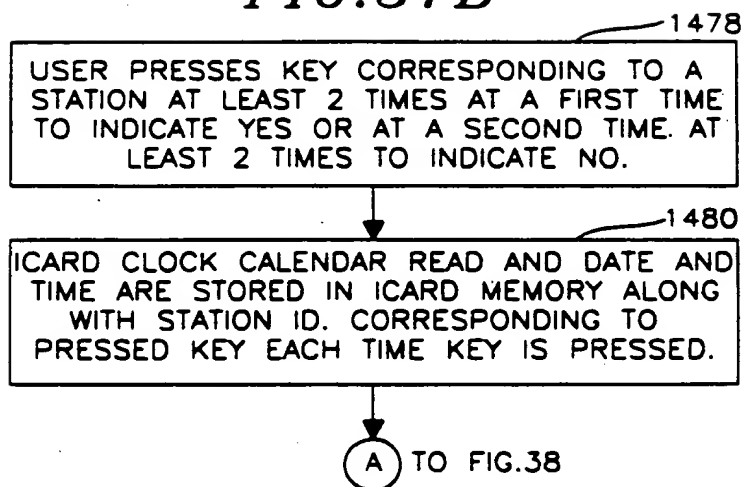 FIG.37B
1478
USER PRESSES KEY CORRESPONDING TO A
STATION AT LEAST 2 TIMES AT A FIRST TIME
TO INDICATE YES OR AT A SECOND TIME. AT
LEAST 2 TIMES TO INDICATE NO.
1480
ICARD CLOCK CALENDAR READ AND DATE AND
TIME ARE STORED IN ICARD MEMORY ALONG
WITH STATION ID. CORRESPONDING TO
PRESSED KEY EACH TIME KEY IS PRESSED.
A TO FIG.38